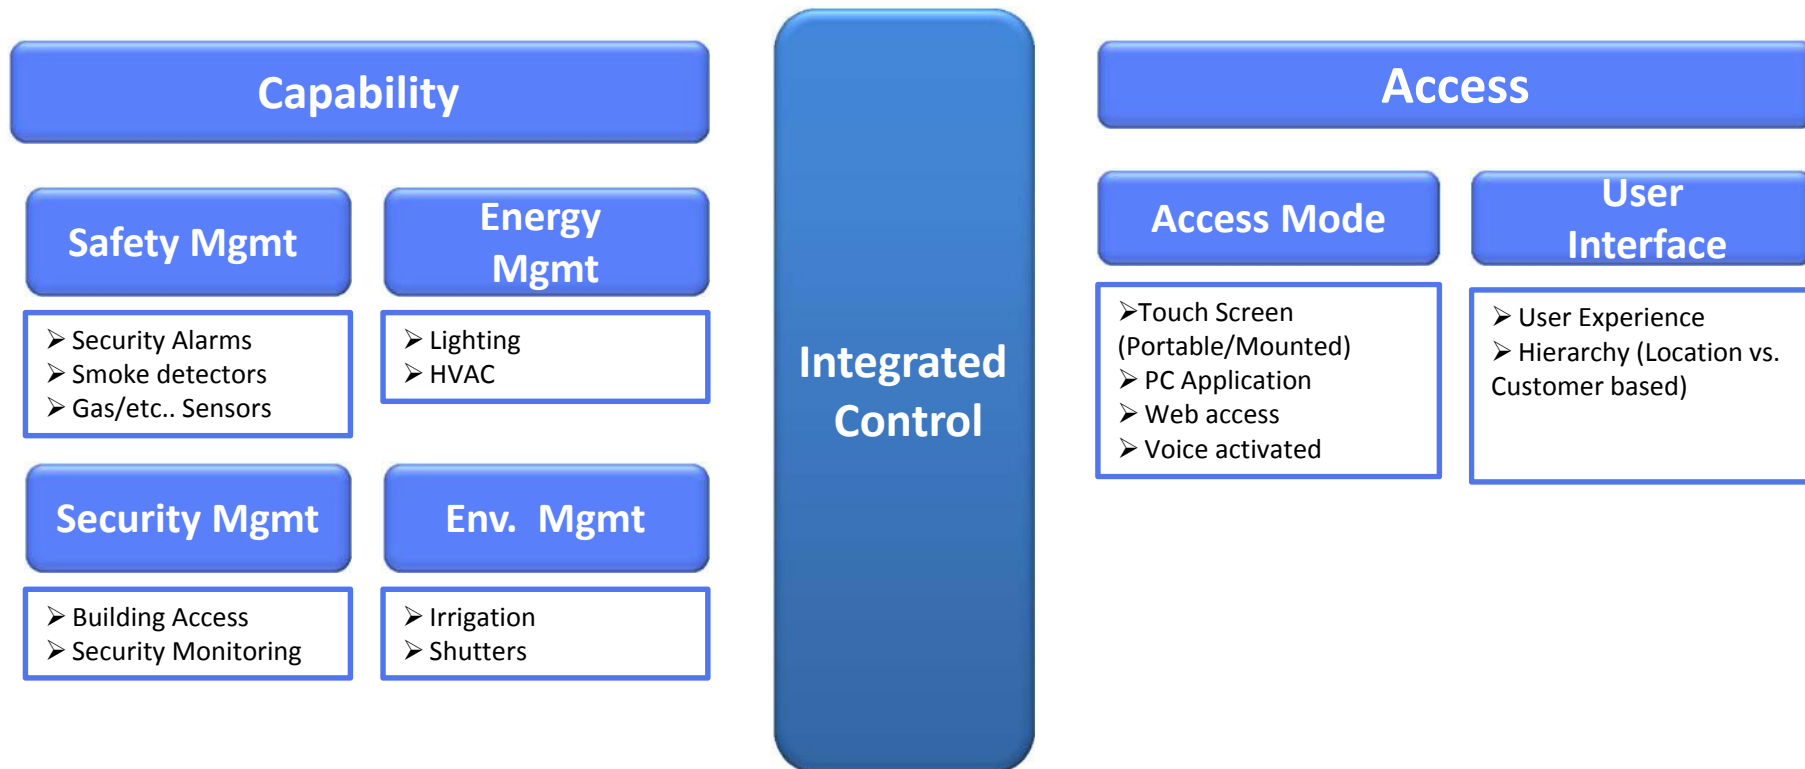 Capability
Safety Mgmt
➢ Security Alarms
➢ Smoke detectors
➢ Gas/etc.. Sensors
Energy
Mgmt
➢ Lighting
➢ HVAC
Security Mgmt
➢ Building Access
➢ Security Monitoring
Env.  Mgmt
➢ Irrigation
➢ Shutters
Integrated
Control
Access
Access Mode
➢Touch Screen
(Portable/Mounted)
➢ PC Application
➢ Web access
➢ Voice activated
User
Interface
➢ User Experience
➢ Hierarchy (Location vs.
Customer based)